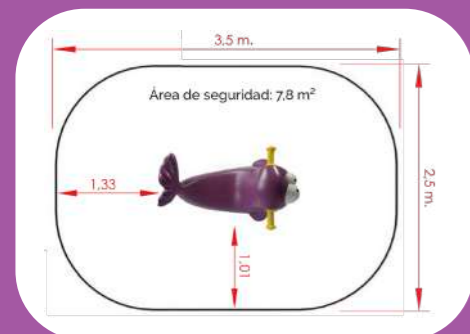 3,5 m.
Área de seguridad: 7,8 m²
1,33
1,01
2,5 m.